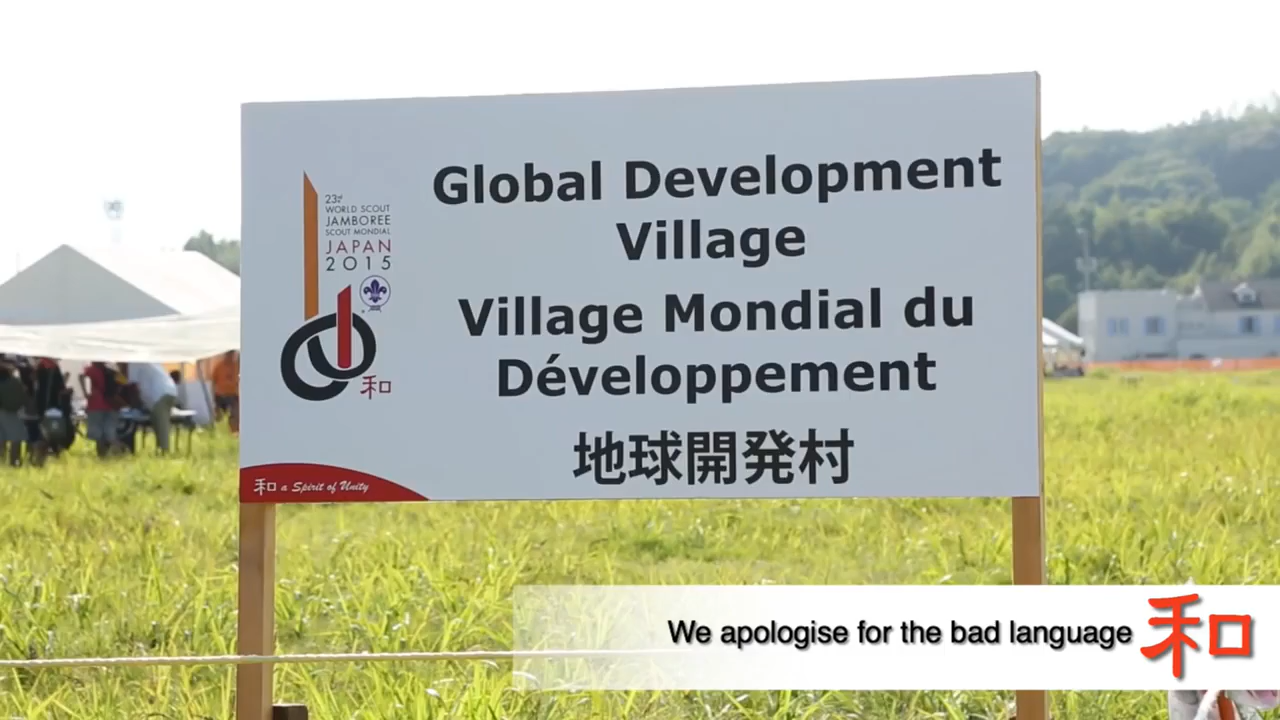 23rd
WORLD SCOUT
JAMBOREE
SCOUT MONDIAL
JAPAN
2015
和
Global Development
Village
Village Mondial du
Développement
地球開発村
和 a Spirit of Unity
We apologise for the bad language 和